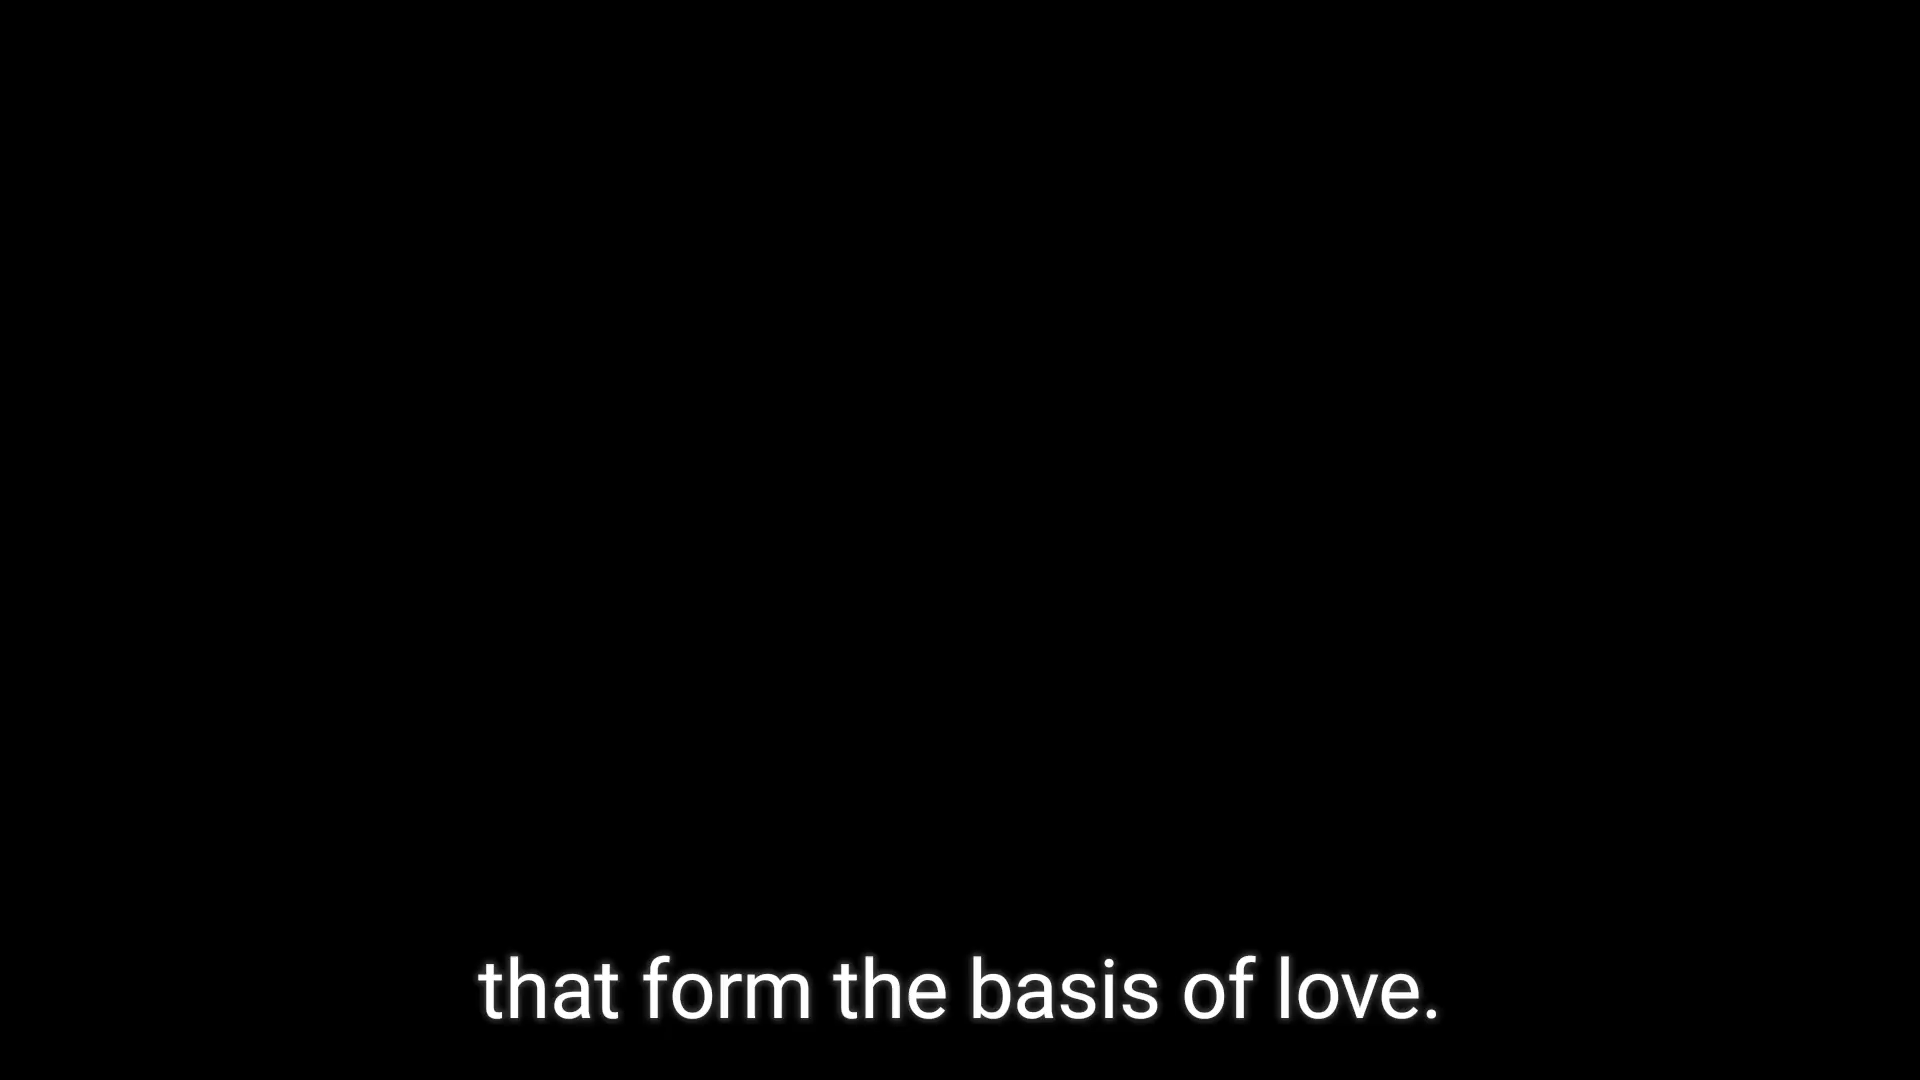 that form the basis of love.